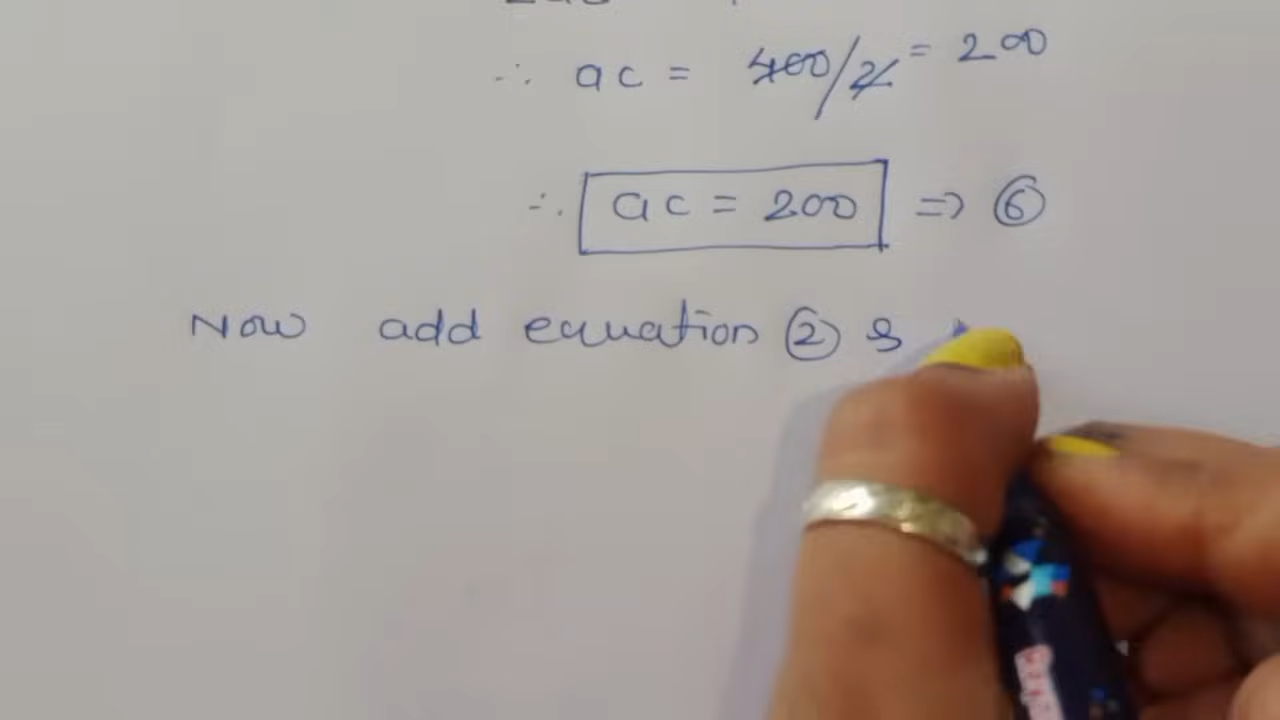 ∴ ac = 400/2 = 200
∴ ac = 200 ⇒ ⑥
Now add equation ② &